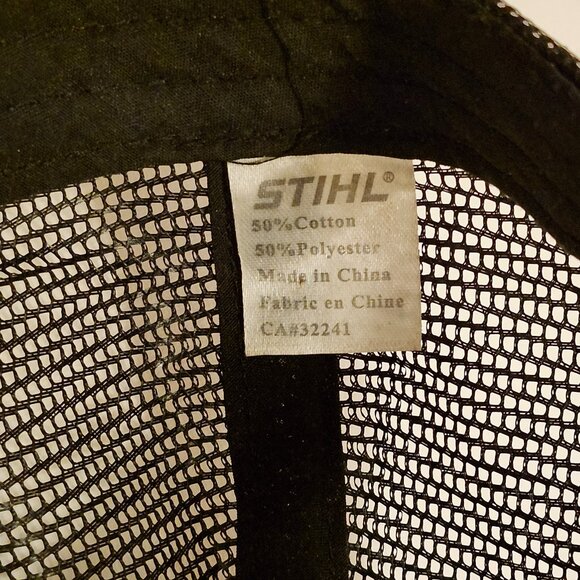 STIHL®
50%Cotton
50%Polyester
Made in China
Fabric en Chine
CA#32241